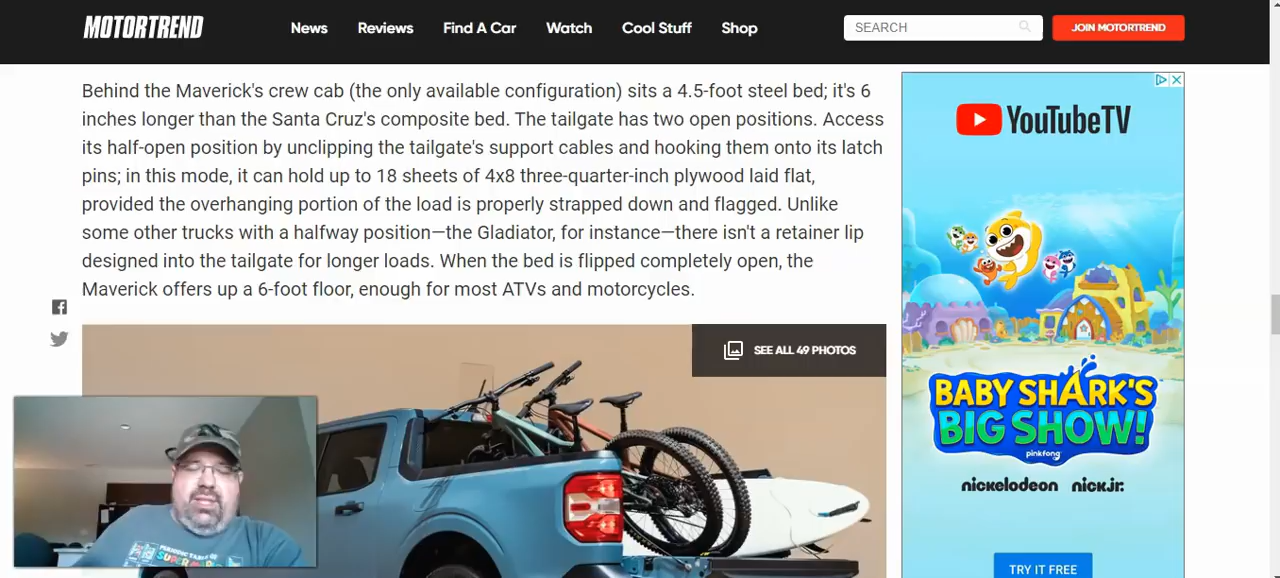 MOTORTREND
News Reviews Find A Car Watch Cool Stuff Shop
SEARCH
JOIN MOTORTREND
Behind the Maverick's crew cab (the only available configuration) sits a 4.5-foot steel bed; it's 6
inches longer than the Santa Cruz's composite bed. The tailgate has two open positions. Access
its half-open position by unclipping the tailgate's support cables and hooking them onto its latch
pins; in this mode, it can hold up to 18 sheets of 4x8 three-quarter-inch plywood laid flat,
provided the overhanging portion of the load is properly strapped down and flagged. Unlike
some other trucks with a halfway position—the Gladiator, for instance—there isn't a retainer lip
designed into the tailgate for longer loads. When the bed is flipped completely open, the
Maverick offers up a 6-foot floor, enough for most ATVs and motorcycles.
SEE ALL 49 PHOTOS
PERIODIC TABLE OF
YouTubeTV
BABY SHARK'S
BIG SHOW!
pinkfong
nickelodeon nick jr.
TRY IT FREE